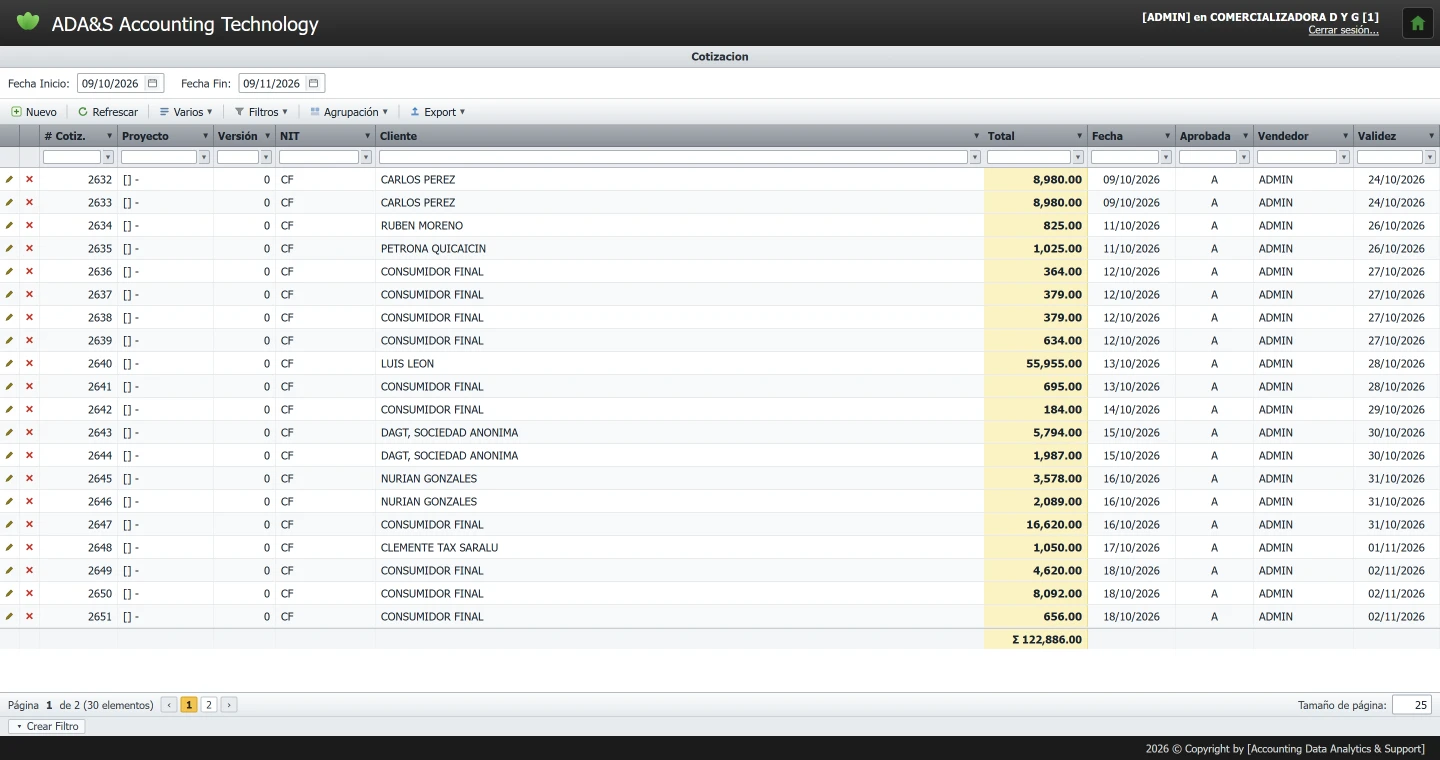 ADA&S Accounting Technology
[ADMIN] en COMERCIALIZADORA D Y G [1]
Cerrar sesión...
Cotizacion
Fecha Inicio: 09/10/2026 Fecha Fin: 09/11/2026
Nuevo Refrescar Varios Filtros Agrupación Export
# Cotiz. Proyecto Versión NIT Cliente Total Fecha Aprobada Vendedor Validez
2632 [] - 0 CF CARLOS PEREZ 8,980.00 09/10/2026 A ADMIN 24/10/2026
2633 [] - 0 CF CARLOS PEREZ 8,980.00 09/10/2026 A ADMIN 24/10/2026
2634 [] - 0 CF RUBEN MORENO 825.00 11/10/2026 A ADMIN 26/10/2026
2635 [] - 0 CF PETRONA QUICAICIN 1,025.00 11/10/2026 A ADMIN 26/10/2026
2636 [] - 0 CF CONSUMIDOR FINAL 364.00 12/10/2026 A ADMIN 27/10/2026
2637 [] - 0 CF CONSUMIDOR FINAL 379.00 12/10/2026 A ADMIN 27/10/2026
2638 [] - 0 CF CONSUMIDOR FINAL 379.00 12/10/2026 A ADMIN 27/10/2026
2639 [] - 0 CF CONSUMIDOR FINAL 634.00 12/10/2026 A ADMIN 27/10/2026
2640 [] - 0 CF LUIS LEON 55,955.00 13/10/2026 A ADMIN 28/10/2026
2641 [] - 0 CF CONSUMIDOR FINAL 695.00 13/10/2026 A ADMIN 28/10/2026
2642 [] - 0 CF CONSUMIDOR FINAL 184.00 14/10/2026 A ADMIN 29/10/2026
2643 [] - 0 CF DAGT, SOCIEDAD ANONIMA 5,794.00 15/10/2026 A ADMIN 30/10/2026
2644 [] - 0 CF DAGT, SOCIEDAD ANONIMA 1,987.00 15/10/2026 A ADMIN 30/10/2026
2645 [] - 0 CF NURIAN GONZALES 3,578.00 16/10/2026 A ADMIN 31/10/2026
2646 [] - 0 CF NURIAN GONZALES 2,089.00 16/10/2026 A ADMIN 31/10/2026
2647 [] - 0 CF CONSUMIDOR FINAL 16,620.00 16/10/2026 A ADMIN 31/10/2026
2648 [] - 0 CF CLEMENTE TAX SARALU 1,050.00 17/10/2026 A ADMIN 01/11/2026
2649 [] - 0 CF CONSUMIDOR FINAL 4,620.00 18/10/2026 A ADMIN 02/11/2026
2650 [] - 0 CF CONSUMIDOR FINAL 8,092.00 18/10/2026 A ADMIN 02/11/2026
2651 [] - 0 CF CONSUMIDOR FINAL 656.00 18/10/2026 A ADMIN 02/11/2026
Σ 122,886.00
Página 1 de 2 (30 elementos) ‹ 1 2 › Tamaño de página: 25
Crear Filtro
2026 © Copyright by [Accounting Data Analytics & Support]